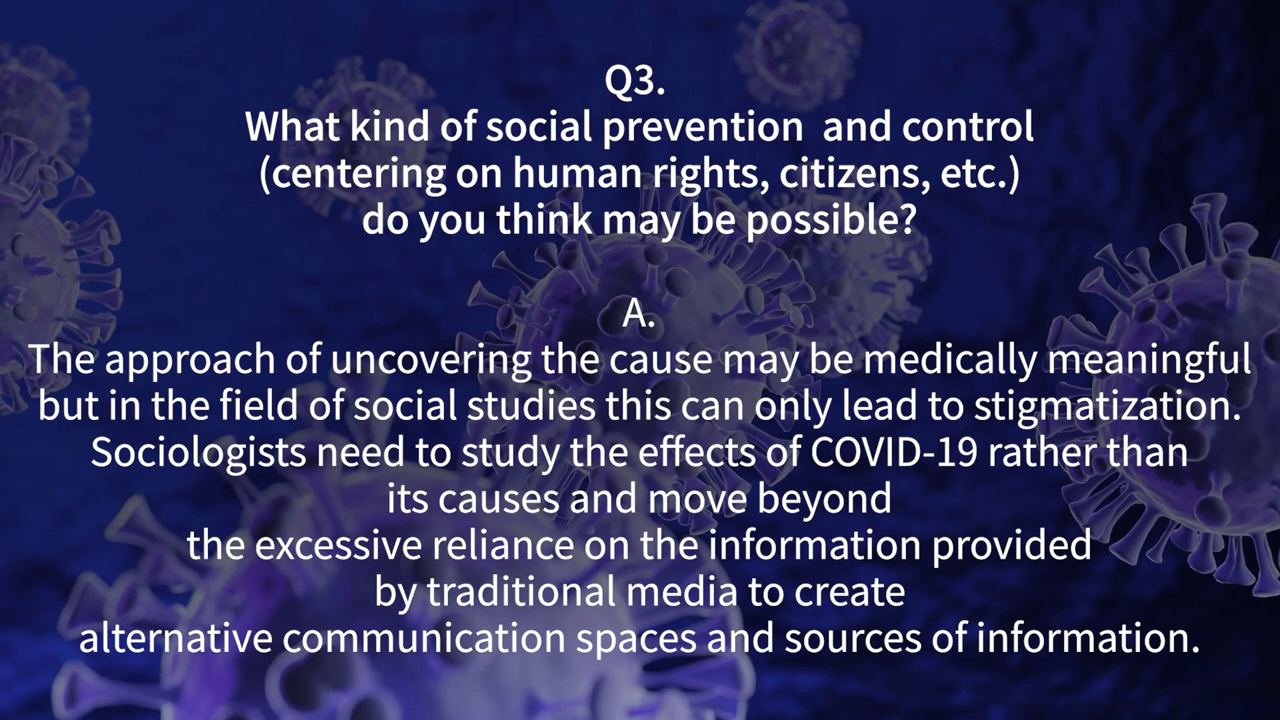 Q3.
What kind of social prevention  and control
(centering on human rights, citizens, etc.)
do you think may be possible?
A.
The approach of uncovering the cause may be medically meaningful
but in the field of social studies this can only lead to stigmatization.
Sociologists need to study the effects of COVID-19 rather than
its causes and move beyond
the excessive reliance on the information provided
by traditional media to create
alternative communication spaces and sources of information.